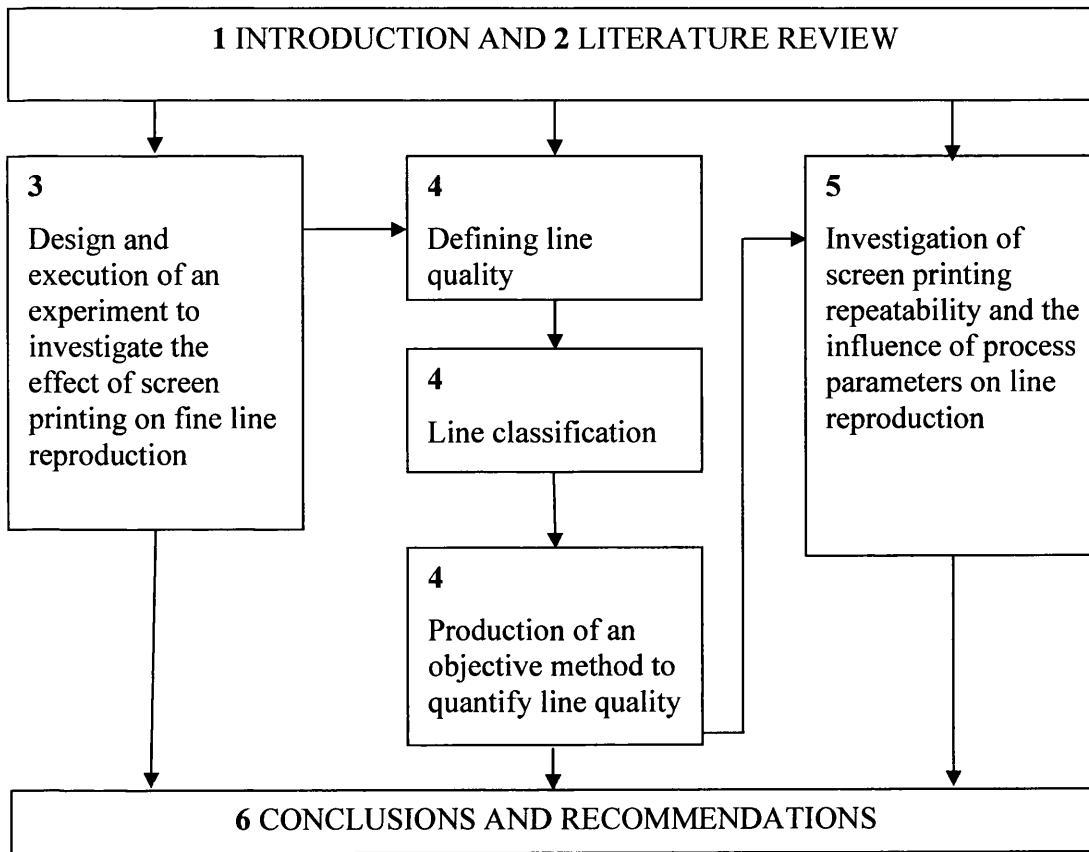 1 INTRODUCTION AND 2 LITERATURE REVIEW
3
Design and
execution of an
experiment to
investigate the
effect of screen
printing on fine line
reproduction
4
Defining line
quality
4
Line classification
4
Production of an
objective method to
quantify line quality
5
Investigation of
screen printing
repeatability and the
influence of process
parameters on line
reproduction
6 CONCLUSIONS AND RECOMMENDATIONS